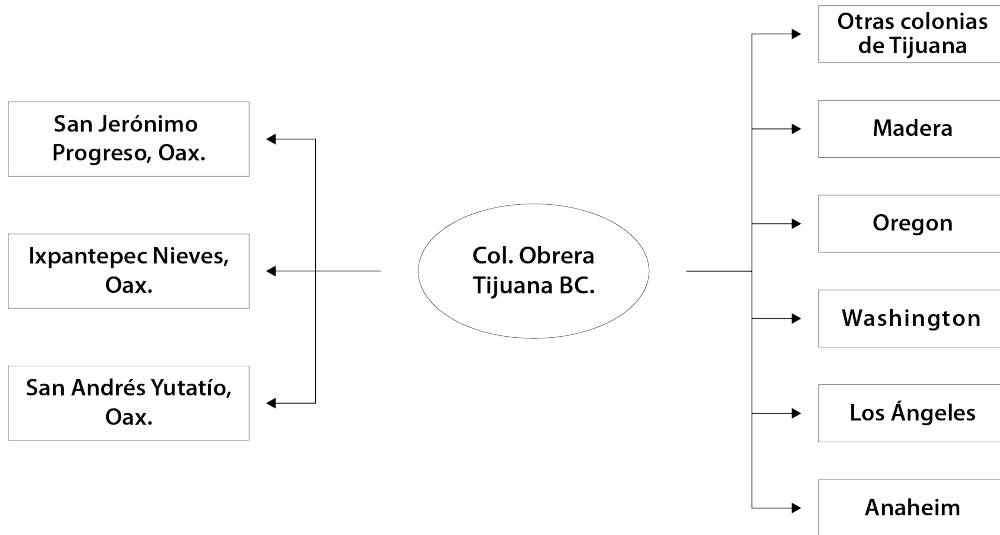 San Jerónimo
Progreso, Oax.
Ixpantepec Nieves,
Oax.
San Andrés Yutatío,
Oax.
Col. Obrera
Tijuana BC.
Otras colonias
de Tijuana
Madera
Oregon
Washington
Los Ángeles
Anaheim